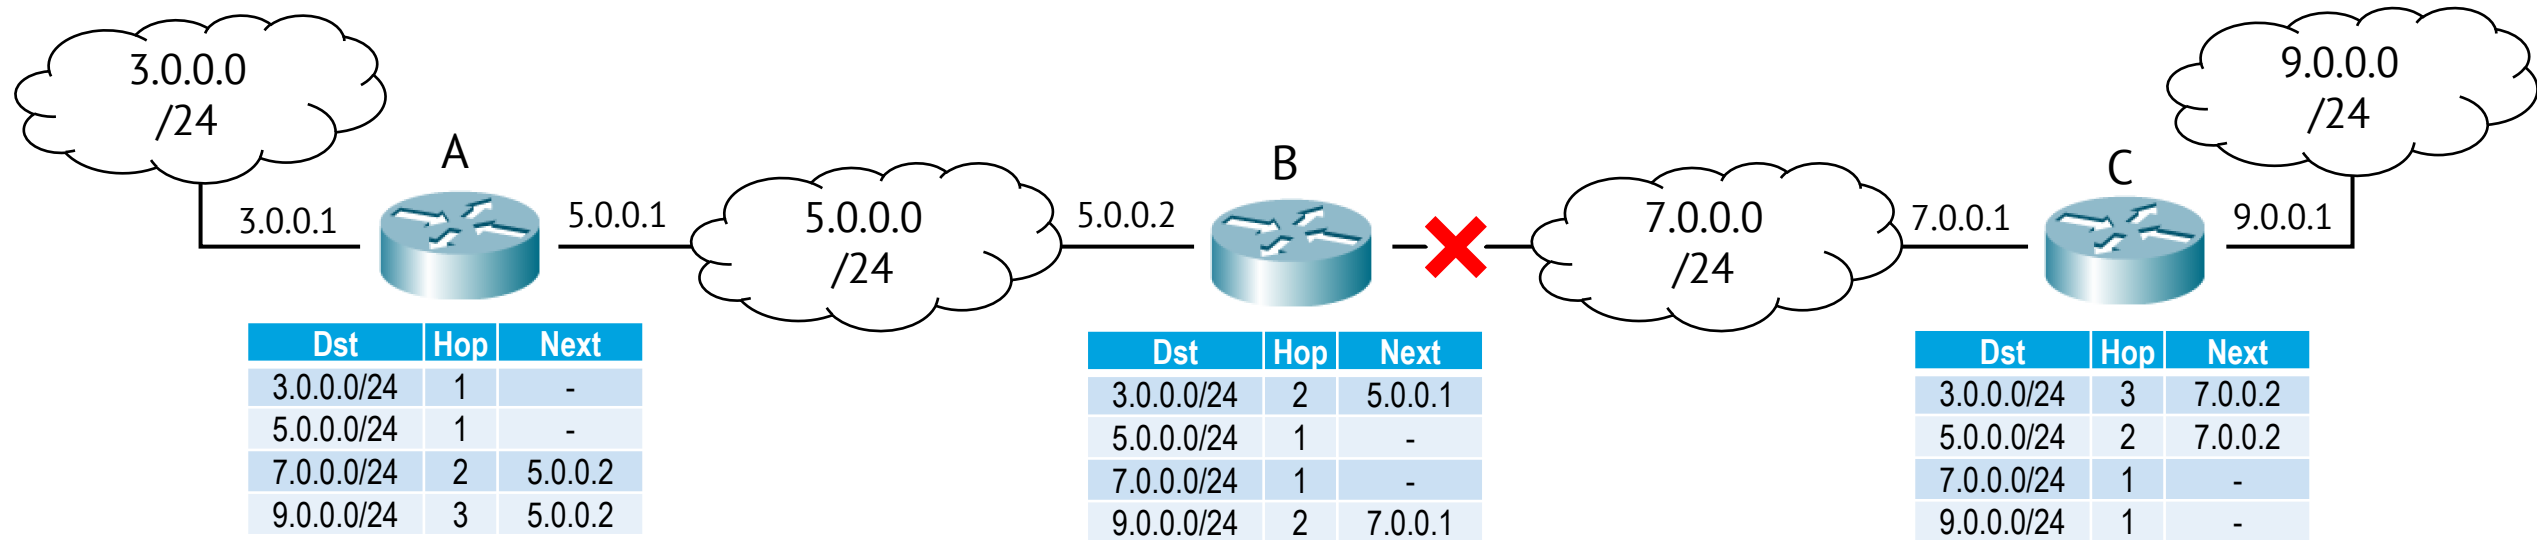 3.0.0.0
/24
9.0.0.0
/24
A
B
C
3.0.0.1
5.0.0.1
5.0.0.0
/24
5.0.0.2
7.0.0.0
/24
7.0.0.1
9.0.0.1
Dst Hop Next
3.0.0.0/24 1 -
5.0.0.0/24 1 -
7.0.0.0/24 2 5.0.0.2
9.0.0.0/24 3 5.0.0.2
Dst Hop Next
3.0.0.0/24 2 5.0.0.1
5.0.0.0/24 1 -
7.0.0.0/24 1 -
9.0.0.0/24 2 7.0.0.1
Dst Hop Next
3.0.0.0/24 3 7.0.0.2
5.0.0.0/24 2 7.0.0.2
7.0.0.0/24 1 -
9.0.0.0/24 1 -